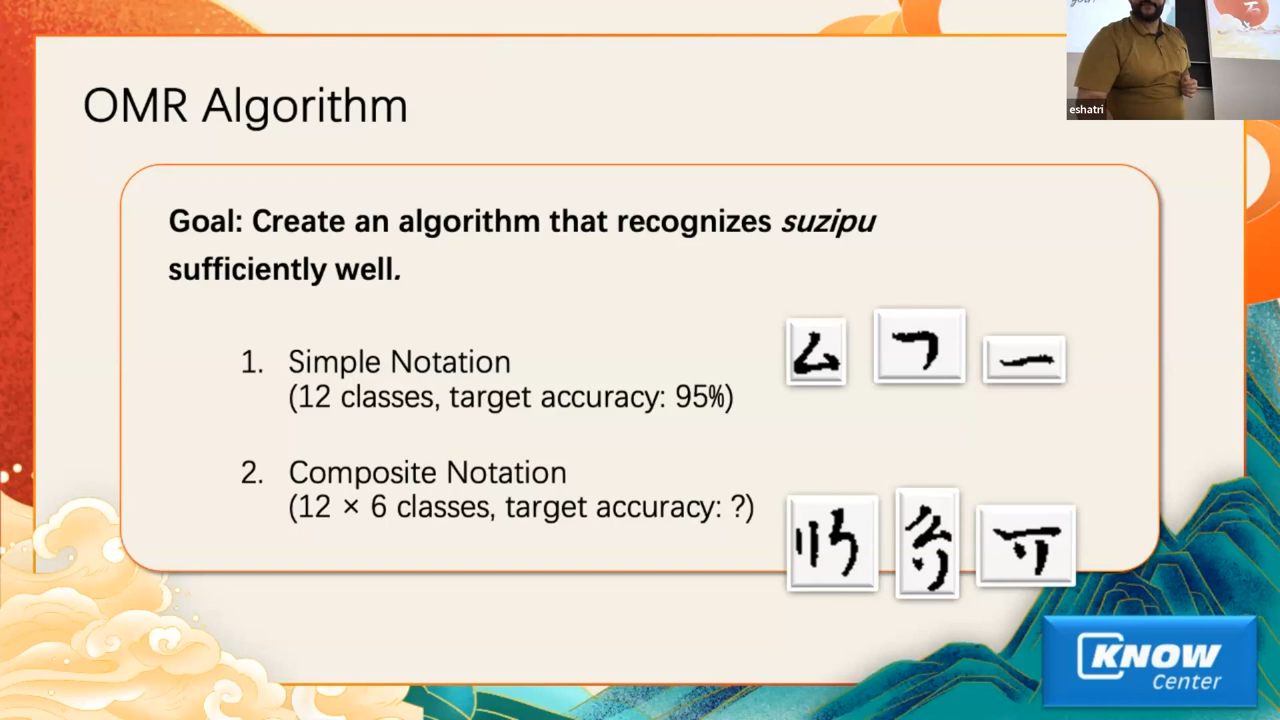 OMR Algorithm
eshatri
Goal: Create an algorithm that recognizes suzipu
sufficiently well.
1. Simple Notation
(12 classes, target accuracy: 95%)
2. Composite Notation
(12 × 6 classes, target accuracy: ?)
KNOW
Center